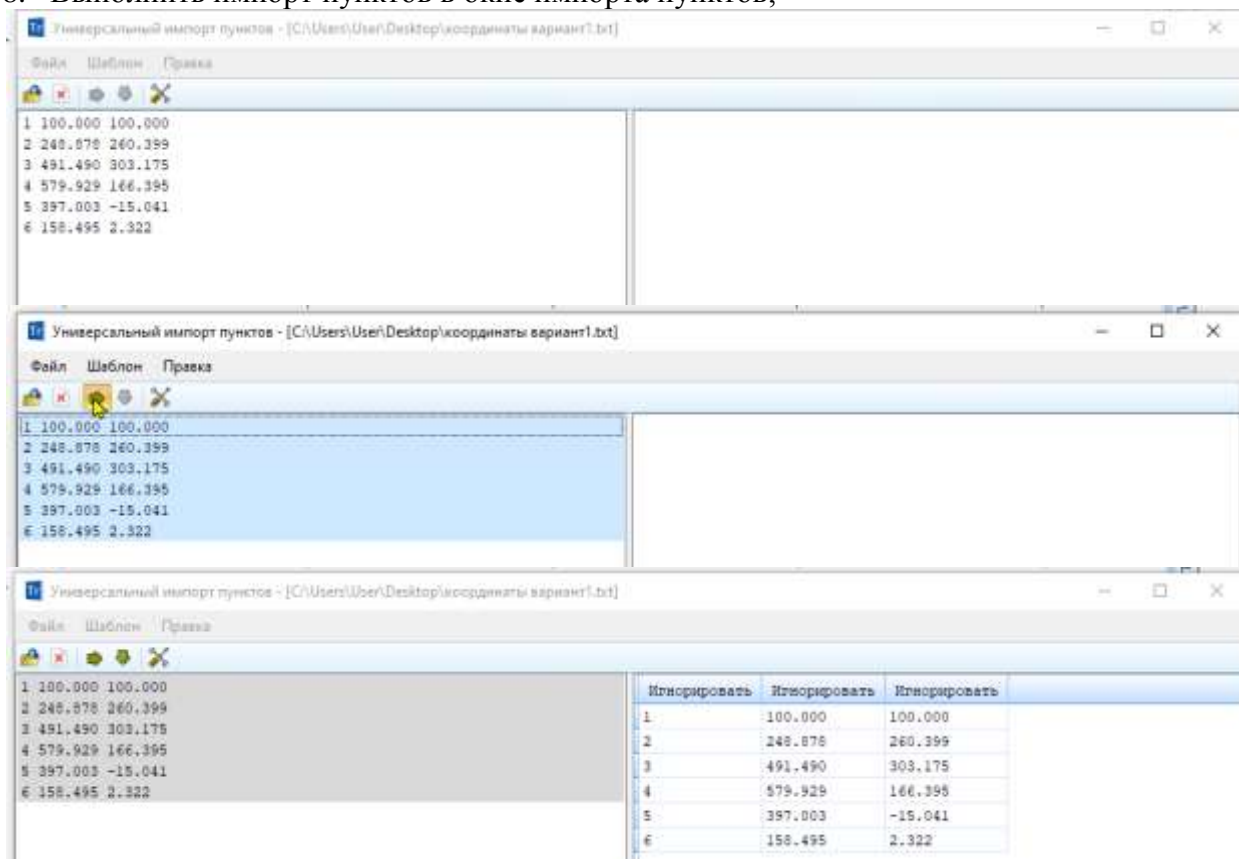 Выполнить импорт пунктов в окне импорта пунктов;
Универсальный импорт пунктов - [C:\Users\User\Desktop\координаты вариант1.txt]
Файл Шаблон Правка
1 100.000 100.000
2 248.878 260.399
3 491.490 303.175
4 579.929 166.395
5 397.003 -15.041
6 158.495 2.322
Универсальный импорт пунктов - [C:\Users\User\Desktop\координаты вариант1.txt]
Файл Шаблон Правка
1 100.000 100.000
2 248.878 260.399
3 491.490 303.175
4 579.929 166.395
5 397.003 -15.041
6 158.495 2.322
Универсальный импорт пунктов - [C:\Users\User\Desktop\координаты вариант1.txt]
Файл Шаблон Правка
1 100.000 100.000
2 248.878 260.399
3 491.490 303.175
4 579.929 166.395
5 397.003 -15.041
6 158.495 2.322
Игнорировать Игнорировать Игнорировать
1 100.000 100.000
2 248.878 260.399
3 491.490 303.175
4 579.929 166.395
5 397.003 -15.041
6 158.495 2.322